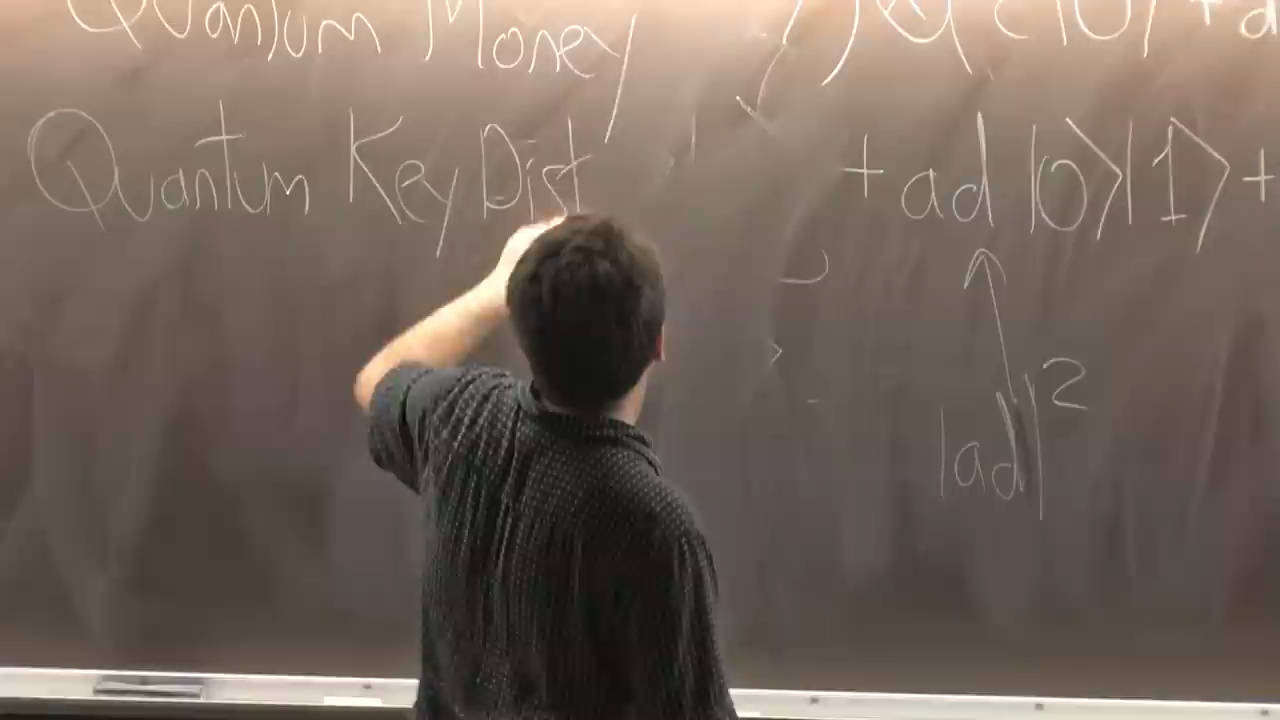 Quantum Money
Quantum Key Dist
+ ad |0>|1> +
|ad|²